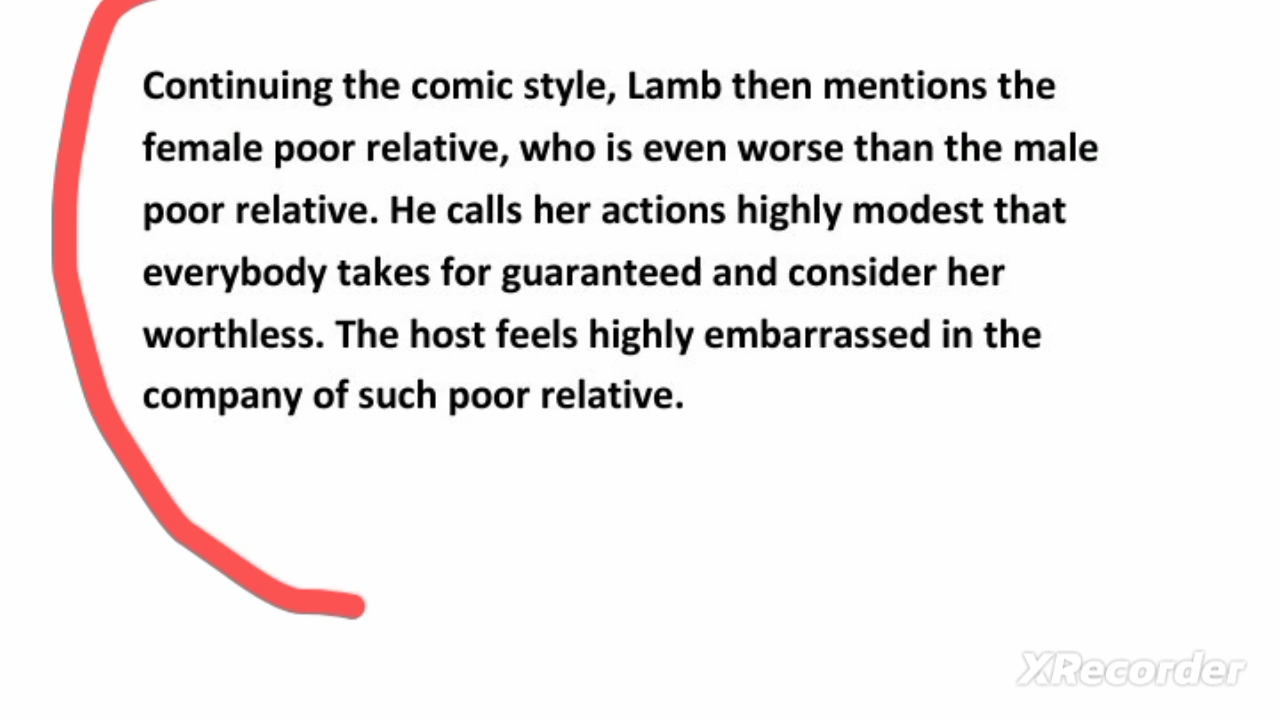 Continuing the comic style, Lamb then mentions the
female poor relative, who is even worse than the male
poor relative. He calls her actions highly modest that
everybody takes for guaranteed and consider her
worthless. The host feels highly embarrassed in the
company of such poor relative.
XRecorder